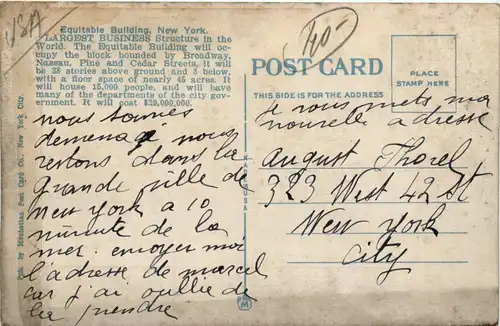 USA
40-
Equitable Building, New York.
LARGEST BUSINESS Structure in the
World. The Equitable Building will oc-
cupy the block bounded by Broadway,
Nassau, Pine and Cedar Streets, it will
be 38 stories above ground and 3 below,
with a floor space of nearly 45 acres. It
will house 15,000 people, and will have
many of the departments of the city gov-
ernment. It will cost $29,000,000.
POST CARD
THIS SIDE IS FOR THE ADDRESS
PLACE
STAMP HERE
Pub. by Manhattan Post Card Co., New York City.
nous sommes
demenage nous
restons dans la
grande ville de
new york a 
minute de la
mer envoyer moi
l'adresse de marcel
car j'ai oullie de
la prendre
Je vous mets ma
nouvelle adresse
August Thorel
323 West 42 St
New York
City
M